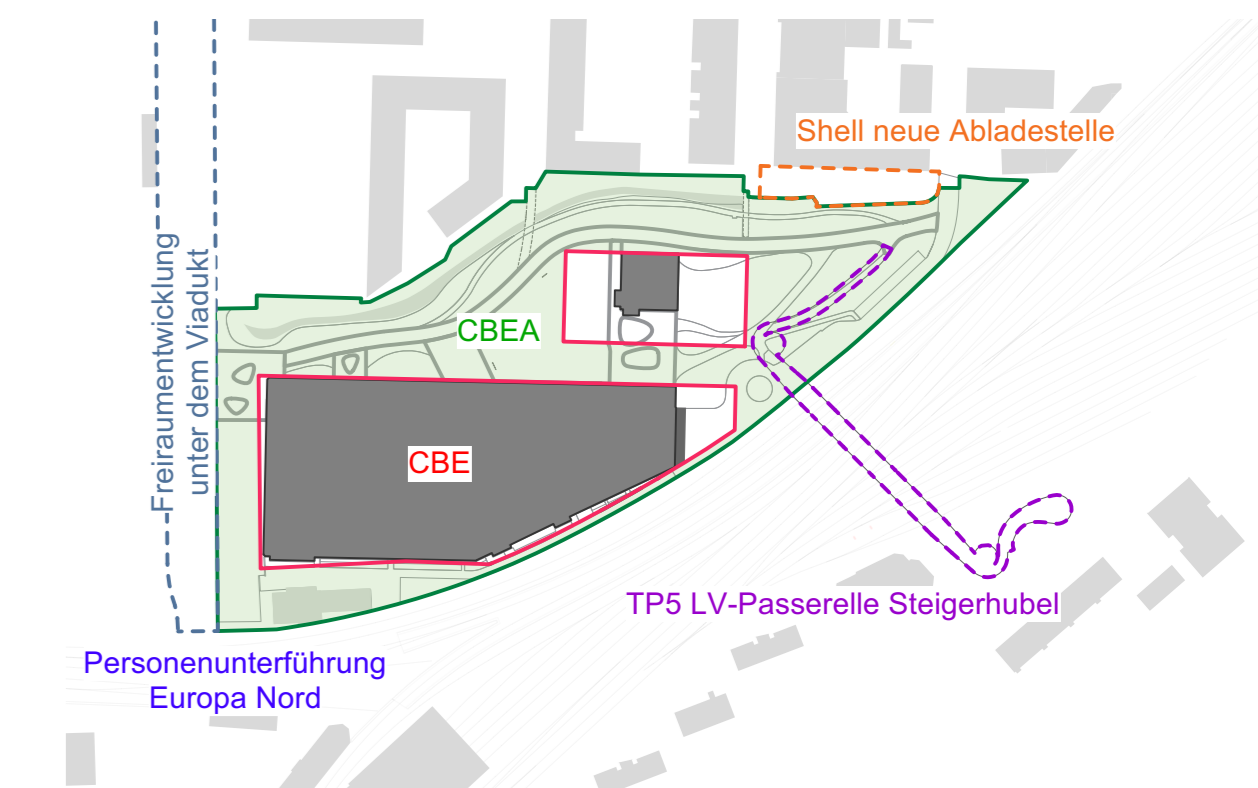 Shell neue Abladestelle
Freiraumentwicklung
unter dem Viadukt
CBEA
CBE
TP5 LV-Passerelle Steigerhubel
Personenunterführung
Europa Nord